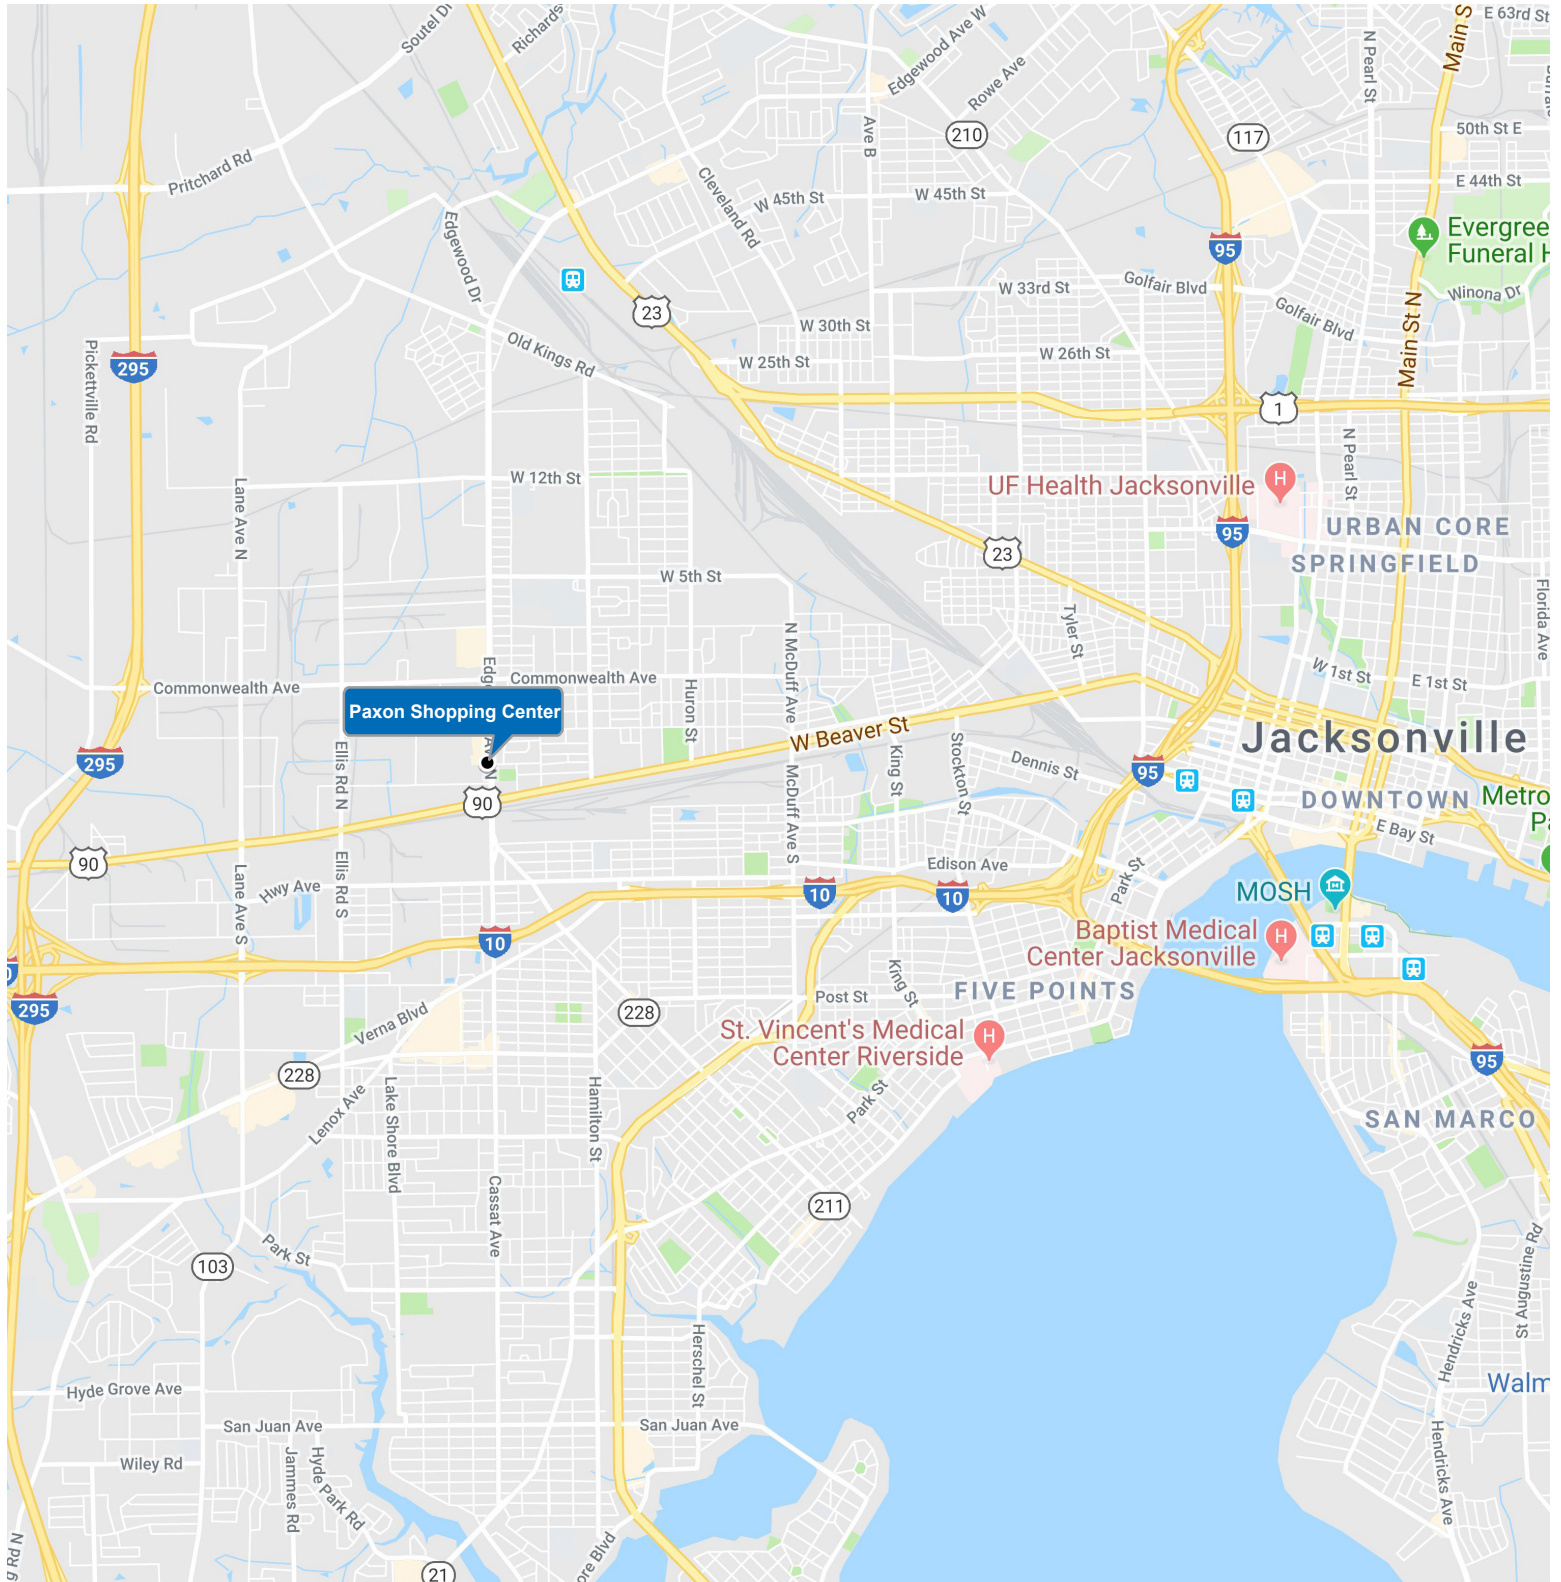 Soutel Dr
Richards
Edgewood Ave W
Rowe Ave
N Pearl St
Main S
E 63rd St
Ave B
210
117
50th St E
Pritchard Rd
Cleveland Rd
W 45th St
W 45th St
E 44th St
Edgewood Dr
95
Evergree
Funeral H
W 33rd St
Golfair Blvd
Winona Dr
23
Golfair Blvd
W 30th St
Main St N
Old Kings Rd
W 25th St
W 26th St
295
Pickettville Rd
1
N Pearl St
W 12th St
UF Health Jacksonville
H
Lane Ave N
95
URBAN CORE
23
SPRINGFIELD
W 5th St
Florida Ave
Tyler St
N McDuff Ave
W 1st St
E 1st St
Commonwealth Ave
Commonwealth Ave
Huron St
Paxon Shopping Center
W Beaver St
Jacksonville
295
Ellis Rd N
King St
Stockton St
Dennis St
95
McDuff Ave S
90
DOWNTOWN
Metro
Pa
E Bay St
90
Edison Ave
Park St
Hwy Ave
Ellis Rd S
Lane Ave S
10
10
MOSH
10
Baptist Medical
Center Jacksonville
H
King St
295
Post St
FIVE POINTS
Verna Blvd
228
St. Vincent's Medical
Center Riverside
H
95
228
Lenox Ave
Lake Shore Blvd
Hamilton St
Park St
SAN MARCO
Cassat Ave
211
Park St
103
St Augustine Rd
Hendricks Ave
Herschel St
Hyde Grove Ave
Walm
San Juan Ave
San Juan Ave
Wiley Rd
Jammes Rd
Hyde Park Rd
Hendricks Ave
g Rd N
ore Blvd
21